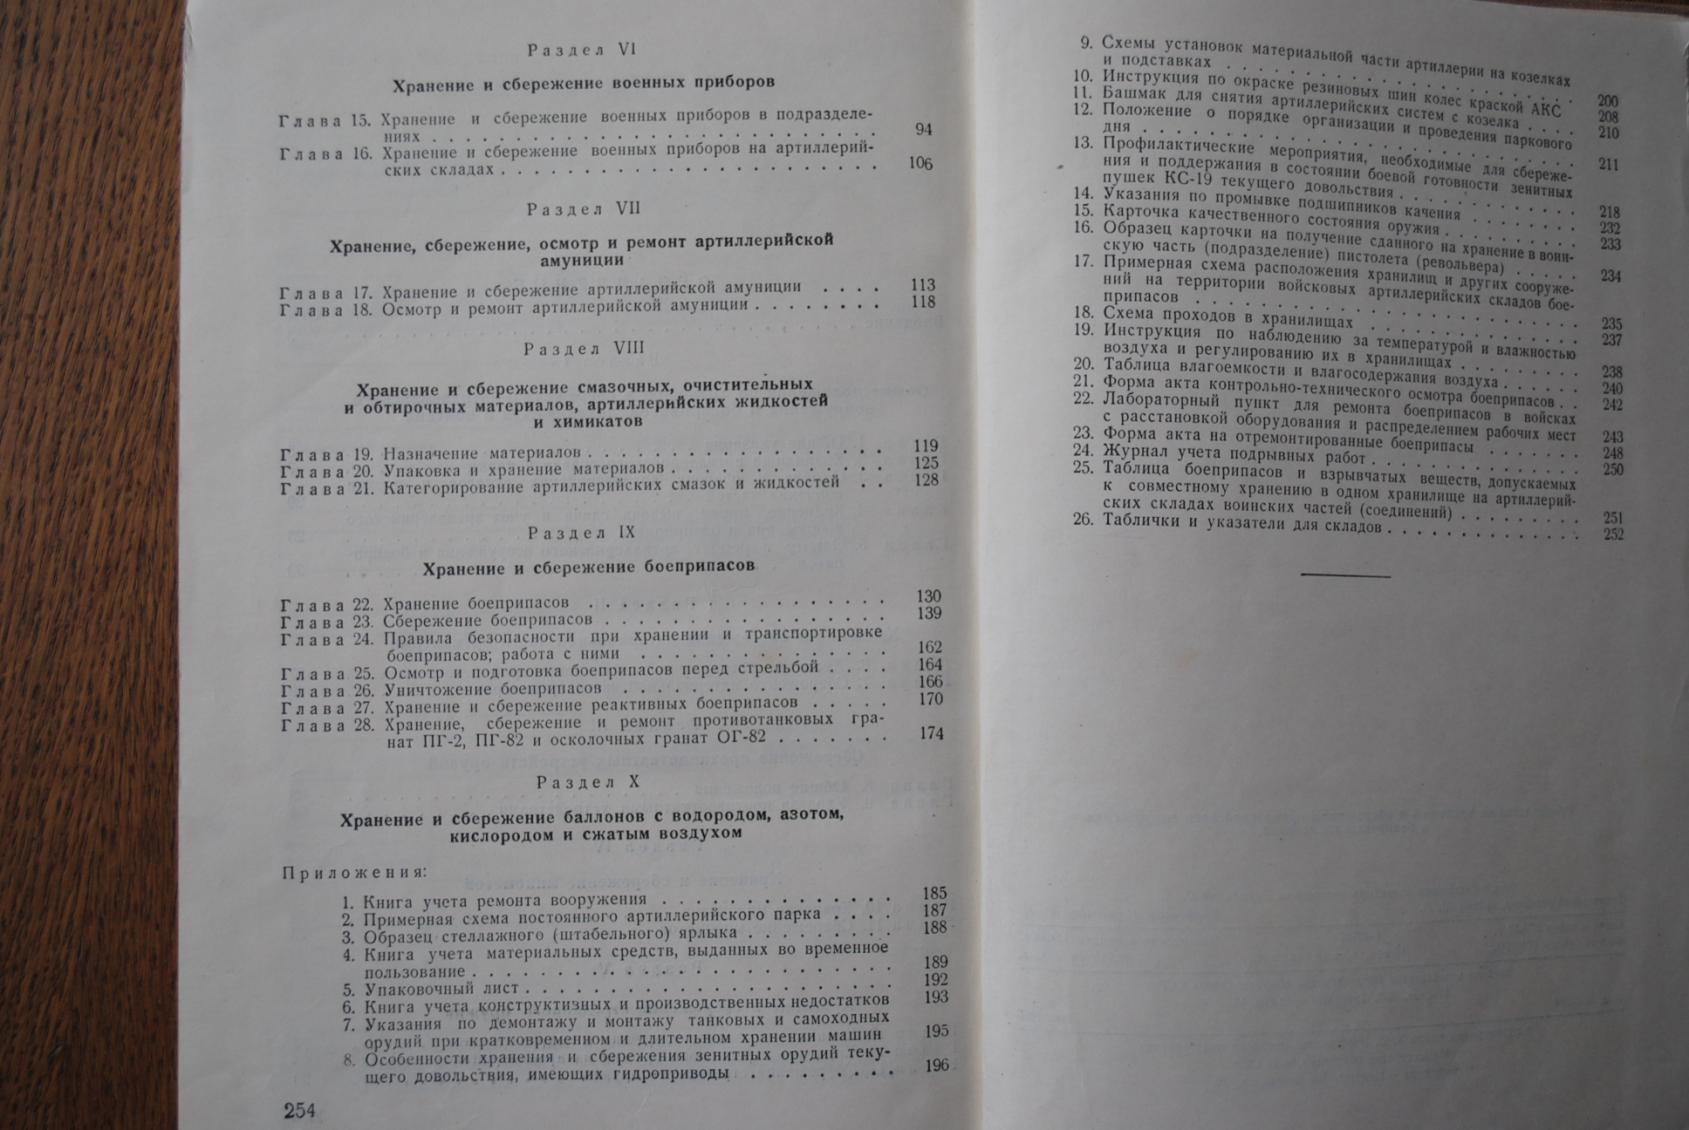 Раздел VI
Хранение и сбережение военных приборов
Глава 15. Хранение и сбережение военных приборов в подразделе-
ниях . . . . . . . . . . . . . . . . . . . . . . . . . 94
Глава 16. Хранение и сбережение военных приборов на артиллерий-
ских складах . . . . . . . . . . . . . . . . . . . . . 106
Раздел VII
Хранение, сбережение, осмотр и ремонт артиллерийской
амуниции
Глава 17. Хранение и сбережение артиллерийской амуниции . . . . 113
Глава 18. Осмотр и ремонт артиллерийской амуниции . . . . . . . . 118
Раздел VIII
Хранение и сбережение смазочных, очистительных
и обтирочных материалов, артиллерийских жидкостей
и химикатов
Глава 19. Назначение материалов . . . . . . . . . . . . . . . . . 119
Глава 20. Упаковка и хранение материалов . . . . . . . . . . . . . 125
Глава 21. Категорирование артиллерийских смазок и жидкостей . . 128
Раздел IX
Хранение и сбережение боеприпасов
Глава 22. Хранение боеприпасов . . . . . . . . . . . . . . . . . 130
Глава 23. Сбережение боеприпасов . . . . . . . . . . . . . . . . 139
Глава 24. Правила безопасности при хранении и транспортировке
боеприпасов; работа с ними . . . . . . . . . . . . . . 162
Глава 25. Осмотр и подготовка боеприпасов перед стрельбой . . . . 164
Глава 26. Уничтожение боеприпасов . . . . . . . . . . . . . . . 166
Глава 27. Хранение и сбережение реактивных боеприпасов . . . . . 170
Глава 28. Хранение, сбережение и ремонт противотанковых гра-
нат ПГ-2, ПГ-82 и осколочных гранат ОГ-82 . . . . . . . 174
Раздел X
Хранение и сбережение баллонов с водородом, азотом,
кислородом и сжатым воздухом
Приложения:
1. Книга учета ремонта вооружения . . . . . . . . . . . . . 185
2. Примерная схема постоянного артиллерийского парка . . . . 187
3. Образец стеллажного (штабельного) ярлыка . . . . . . . . . 188
4. Книга учета материальных средств, выданных во временное
пользование . . . . . . . . . . . . . . . . . . . . . . 189
5. Упаковочный лист . . . . . . . . . . . . . . . . . . . . 192
6. Книга учета конструктивных и производственных недостатков 193
7. Указания по демонтажу и монтажу танковых и самоходных
орудий при кратковременном и длительном хранении машин 195
8. Особенности хранения и сбережения зенитных орудий теку-
щего довольствия, имеющих гидроприводы . . . . . . . . . 196
254
9. Схемы установок материальной части артиллерии на козелках
и подставках . . . . . . . . . . . . . . . . . . . . 200
10. Инструкция по окраске резиновых шин колес краской АКС 208
11. Башмак для снятия артиллерийских систем с козелка . . . . 210
12. Положение о порядке организации и проведения паркового
дня . . . . . . . . . . . . . . . . . . . . . . . . . 211
13. Профилактические мероприятия, необходимые для сбереже-
ния и поддержания в состоянии боевой готовности зенитных
пушек КС-19 текущего довольствия . . . . . . . . . . . 218
14. Указания по промывке подшипников качения . . . . . . . 232
15. Карточка качественного состояния оружия . . . . . . . . 233
16. Образец карточки на получение сданного на хранение в воин-
скую часть (подразделение) пистолета (револьвера) . . . . . 234
17. Примерная схема расположения хранилищ и других сооруже-
ний на территории войсковых артиллерийских складов бое-
припасов . . . . . . . . . . . . . . . . . . . . . . 235
18. Схема проходов в хранилищах . . . . . . . . . . . . . 237
19. Инструкция по наблюдению за температурой и влажностью
воздуха и регулированию их в хранилищах . . . . . . . . 238
20. Таблица влагоемкости и влагосодержания воздуха . . . . . . 240
21. Форма акта контрольно-технического осмотра боеприпасов . . 242
22. Лабораторный пункт для ремонта боеприпасов в войсках
с расстановкой оборудования и распределением рабочих мест 243
23. Форма акта на отремонтированные боеприпасы . . . . . . . 248
24. Журнал учета подрывных работ . . . . . . . . . . . . . 250
25. Таблица боеприпасов и взрывчатых веществ, допускаемых
к совместному хранению в одном хранилище на артиллерий-
ских складах воинских частей (соединений) . . . . . . . . . 251
26. Таблички и указатели для складов . . . . . . . . . . . . . . 252